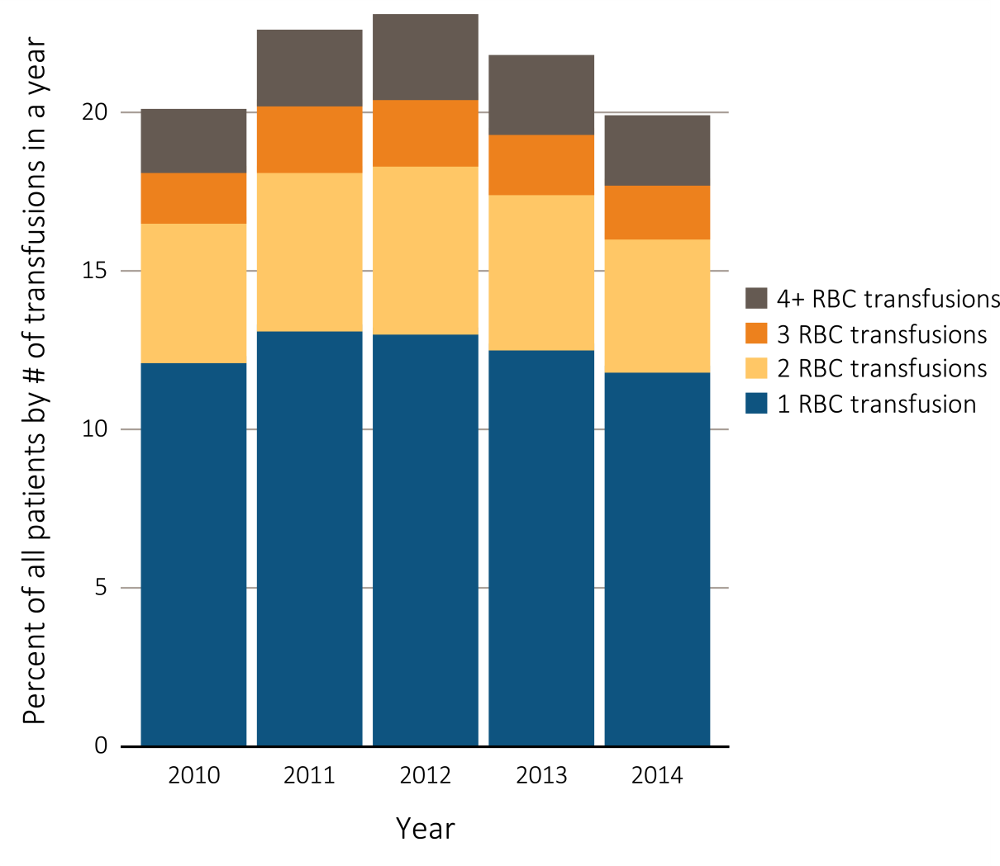 Percent of all patients by # of transfusions in a year
20
15
10
5
0
2010 2011 2012 2013 2014
Year
4+ RBC transfusions
3 RBC transfusions
2 RBC transfusions
1 RBC transfusion